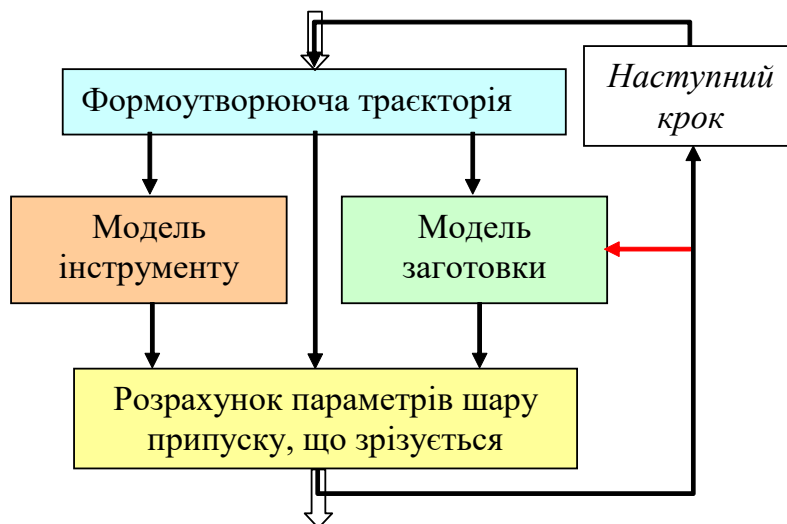 Формоутворююча траєкторія
Наступний
крок
Модель
інструменту
Модель
заготовки
Розрахунок параметрів шару
припуску, що зрізується